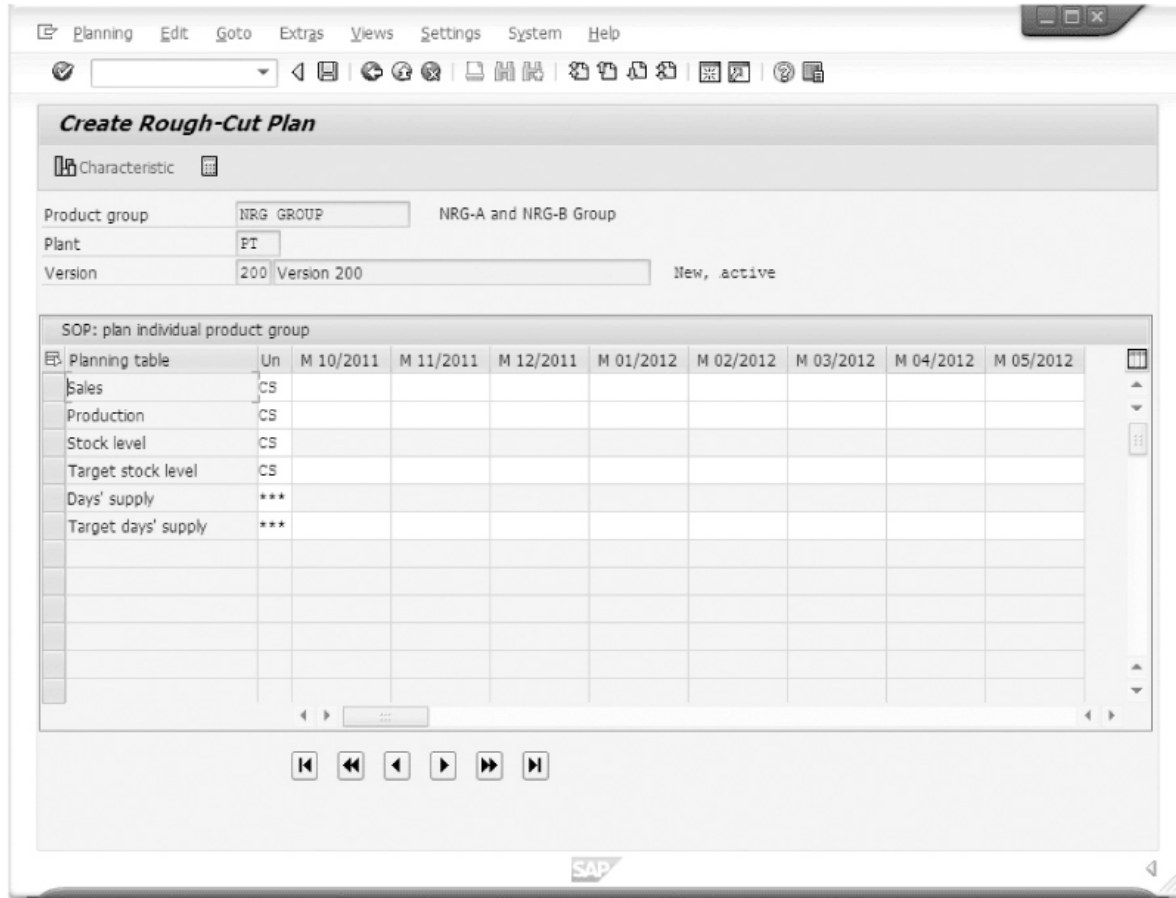 Planning Edit Goto Extras Views Settings System Help
Create Rough-Cut Plan
Characteristic
Product group NRG GROUP NRG-A and NRG-B Group
Plant PT
Version 200 Version 200 New, active
SOP: plan individual product group
Planning table Un M 10/2011 M 11/2011 M 12/2011 M 01/2012 M 02/2012 M 03/2012 M 04/2012 M 05/2012
Sales CS
Production CS
Stock level CS
Target stock level CS
Days' supply ***
Target days' supply ***
SAP